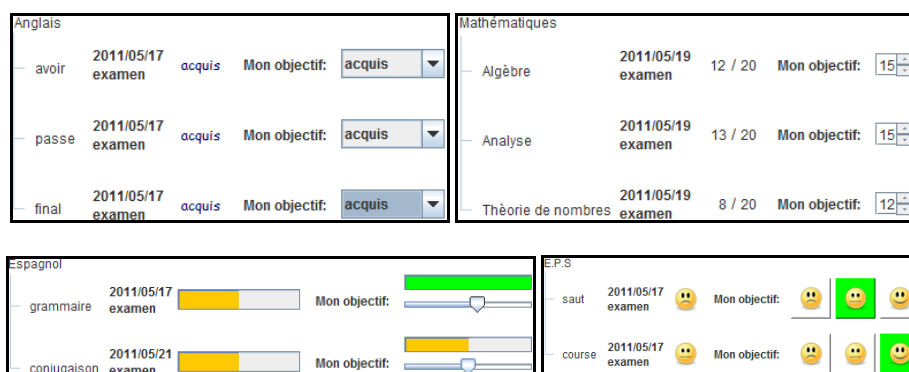 Anglais
avoir 2011/05/17 examen acquis Mon objectif: acquis
passe 2011/05/17 examen acquis Mon objectif: acquis
final 2011/05/17 examen acquis Mon objectif: acquis
Mathématiques
Algèbre 2011/05/19 examen 12 / 20 Mon objectif: 15
Analyse 2011/05/19 examen 13 / 20 Mon objectif: 15
Thèorie de nombres 2011/05/19 examen 8 / 20 Mon objectif: 12
Espagnol
grammaire 2011/05/17 examen Mon objectif:
conjugaison 2011/05/21 examen Mon objectif:
E.P.S
saut 2011/05/17 examen Mon objectif:
course 2011/05/17 examen Mon objectif: